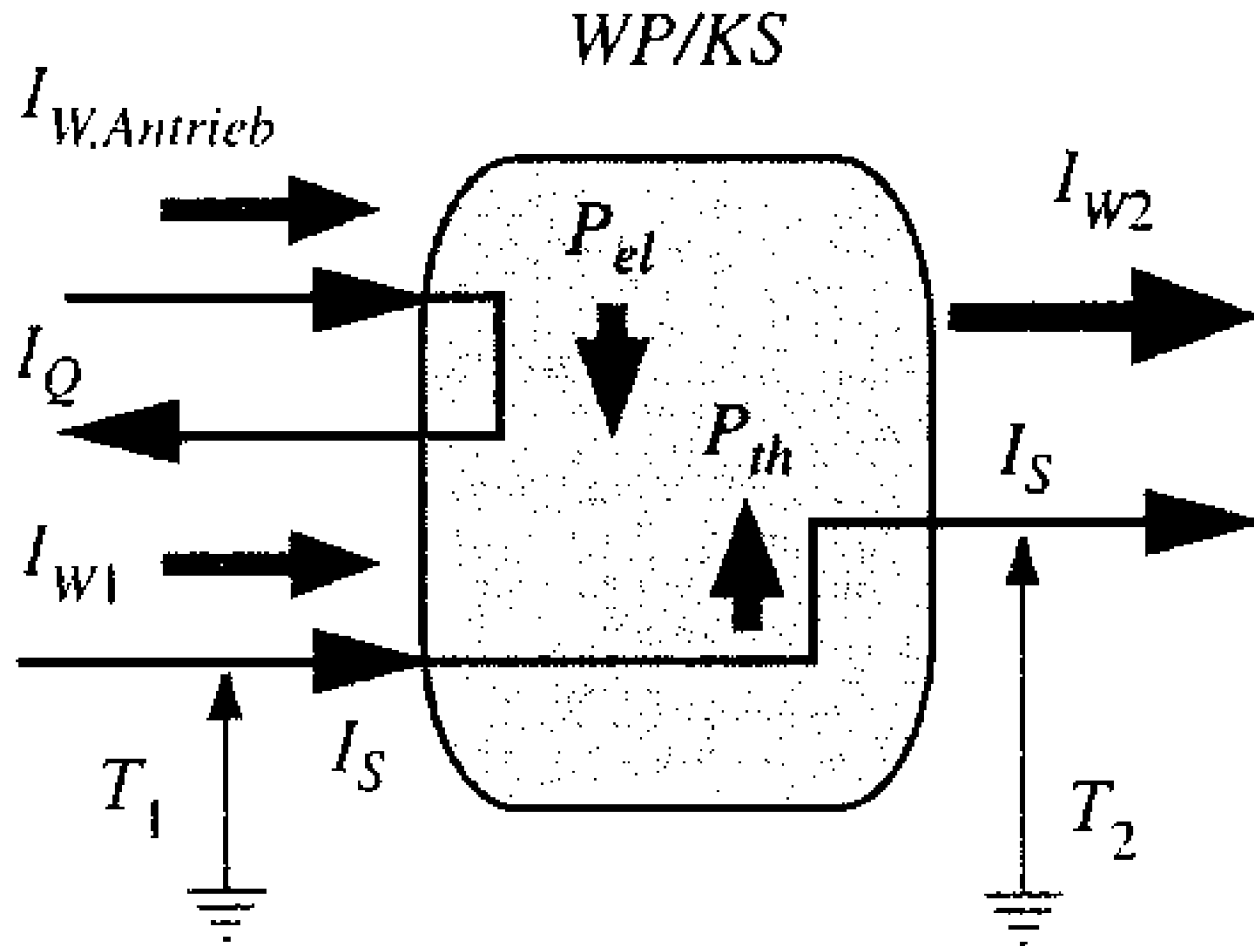 WP/KS
I_W,Antrieb
I_W2
P_el
I_Q
P_th
I_S
I_W1
I_S
T_1
T_2